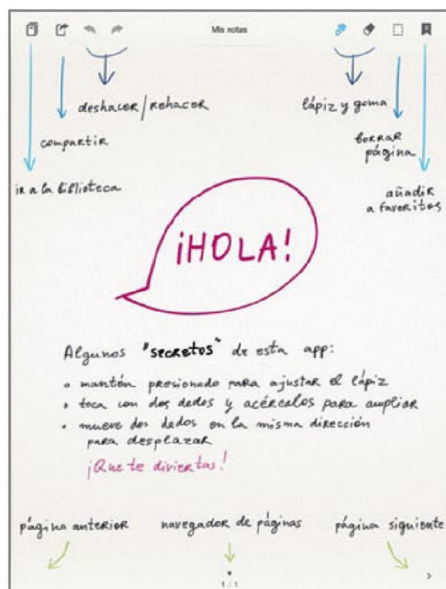 Mis notas
deshacer/rehacer
lápiz y goma
compartir
borrar
página
ir a la biblioteca
añadir
a favoritos
¡HOLA!
Algunos "secretos" de esta app:
• mantén presionado para ajustar el lápiz
• toca con dos dedos y acércalos para ampliar
• mueve dos dedos en la misma dirección
para desplazar
¡Que te diviertas!
página anterior
navegador de páginas
página siguiente
1 / 1